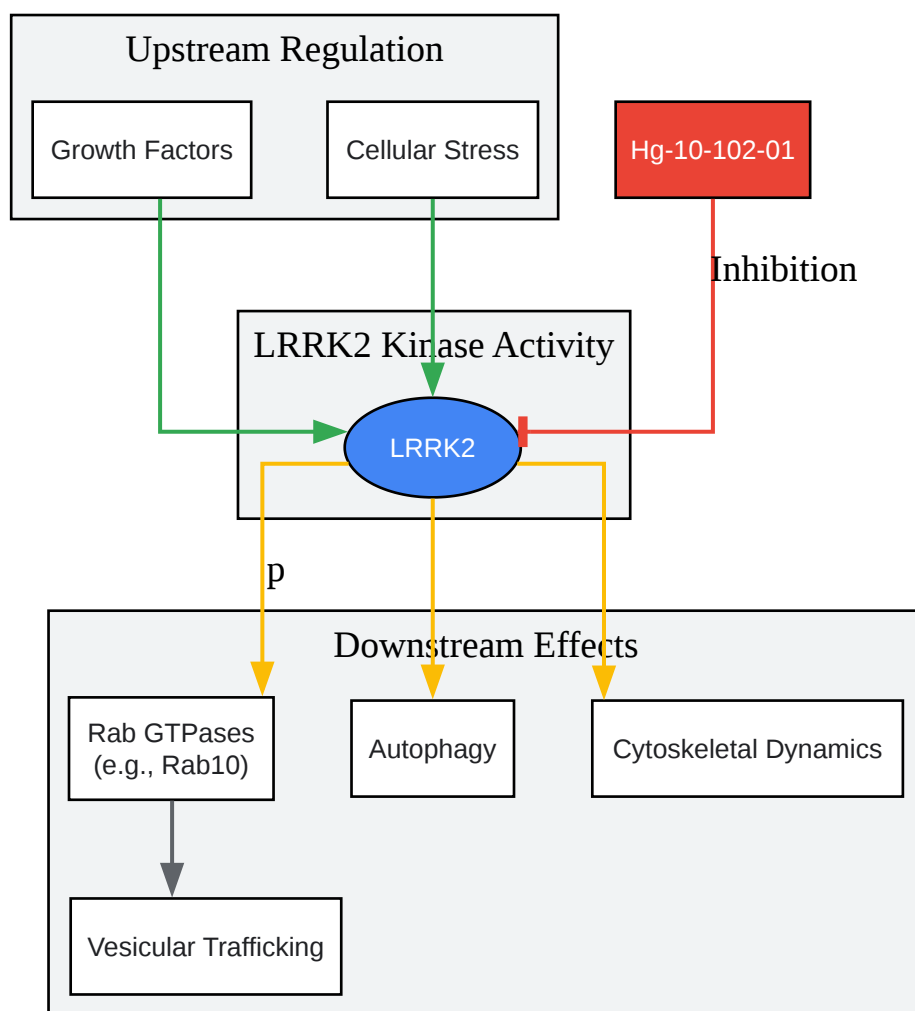 Upstream Regulation
Growth Factors
Cellular Stress
Hg-10-102-01
Inhibition
LRRK2 Kinase Activity
LRRK2
p
Downstream Effects
Rab GTPases
(e.g., Rab10)
Autophagy
Cytoskeletal Dynamics
Vesicular Trafficking